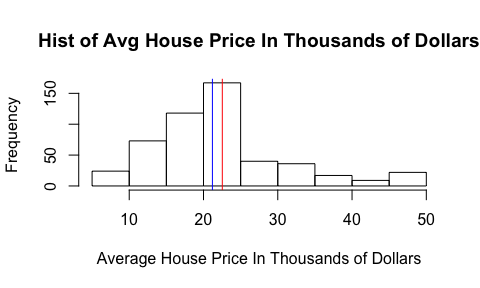 Hist of Avg House Price In Thousands of Dollars
Frequency
150
50
0
10 20 30 40 50
Average House Price In Thousands of Dollars